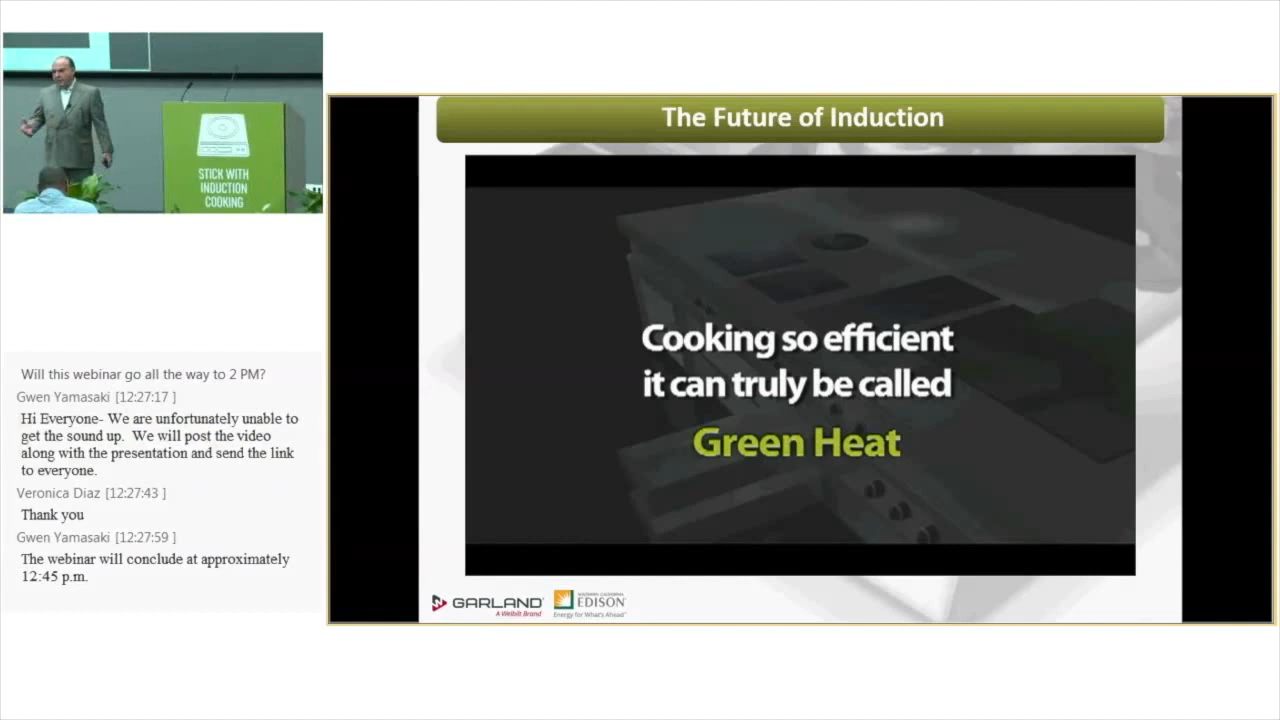 STICK WITH
INDUCTION
COOKING
Will this webinar go all the way to 2 PM?
Gwen Yamasaki [12:27:17 ]
Hi Everyone- We are unfortunately unable to
get the sound up.  We will post the video
along with the presentation and send the link
to everyone.
Veronica Diaz [12:27:43 ]
Thank you
Gwen Yamasaki [12:27:59 ]
The webinar will conclude at approximately
12:45 p.m.
The Future of Induction
Cooking so efficient
it can truly be called
Green Heat
GARLAND
A Welbilt Brand
SOUTHERN CALIFORNIA
EDISON
Energy for What's Ahead